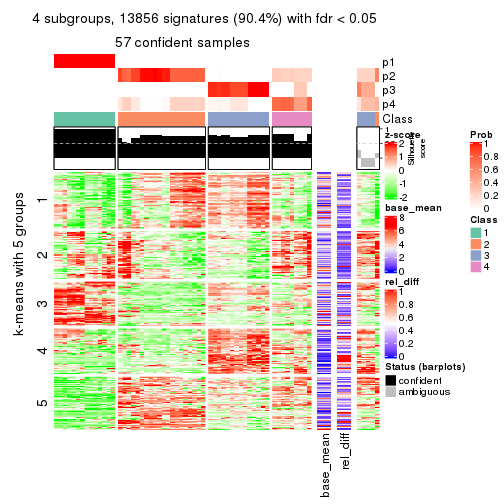 4 subgroups, 13856 signatures (90.4%) with fdr < 0.05
57 confident samples
p1
p2
p3
p4
Class
1
Silhouette
score
k-means with 5 groups
1
2
3
4
5
base_mean
rel_diff
z-score
2
1
0
-1
-2
base_mean
8
6
4
2
0
rel_diff
1
0.8
0.6
0.4
0.2
0
Status (barplots)
confident
ambiguous
Prob
1
0.8
0.6
0.4
0.2
0
Class
1
2
3
4